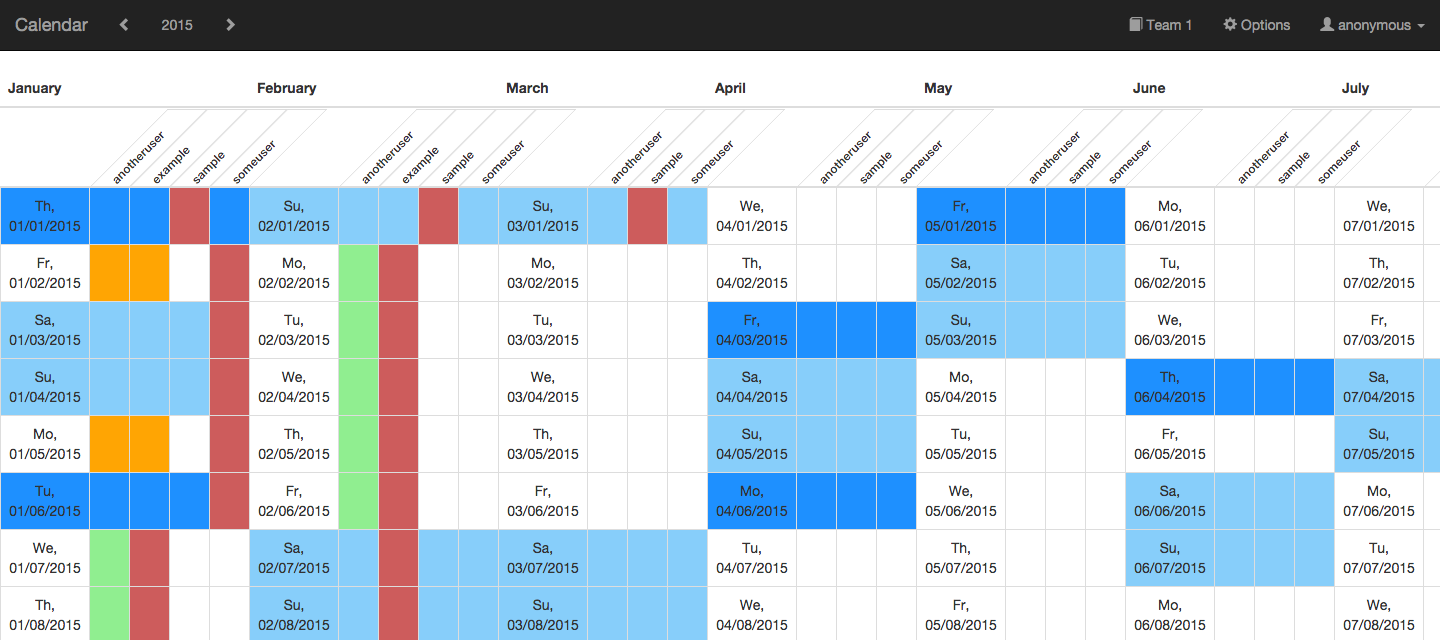 Calendar 2015 Team 1 Options anonymous
January February March April May June July
anotheruser example sample someuser anotheruser example sample someuser anotheruser sample someuser anotheruser sample someuser anotheruser sample someuser anotheruser sample someuser
Th, Su, Su, We, Fr, Mo, We,
01/01/2015 02/01/2015 03/01/2015 04/01/2015 05/01/2015 06/01/2015 07/01/2015
Fr, Mo, Mo, Th, Sa, Tu, Th,
01/02/2015 02/02/2015 03/02/2015 04/02/2015 05/02/2015 06/02/2015 07/02/2015
Sa, Tu, Tu, Fr, Su, We, Fr,
01/03/2015 02/03/2015 03/03/2015 04/03/2015 05/03/2015 06/03/2015 07/03/2015
Su, We, We, Sa, Mo, Th, Sa,
01/04/2015 02/04/2015 03/04/2015 04/04/2015 05/04/2015 06/04/2015 07/04/2015
Mo, Th, Th, Su, Tu, Fr, Su,
01/05/2015 02/05/2015 03/05/2015 04/05/2015 05/05/2015 06/05/2015 07/05/2015
Tu, Fr, Fr, Mo, We, Sa, Mo,
01/06/2015 02/06/2015 03/06/2015 04/06/2015 05/06/2015 06/06/2015 07/06/2015
We, Sa, Sa, Tu, Th, Su, Tu,
01/07/2015 02/07/2015 03/07/2015 04/07/2015 05/07/2015 06/07/2015 07/07/2015
Th, Su, Su, We, Fr, Mo, We,
01/08/2015 02/08/2015 03/08/2015 04/08/2015 05/08/2015 06/08/2015 07/08/2015